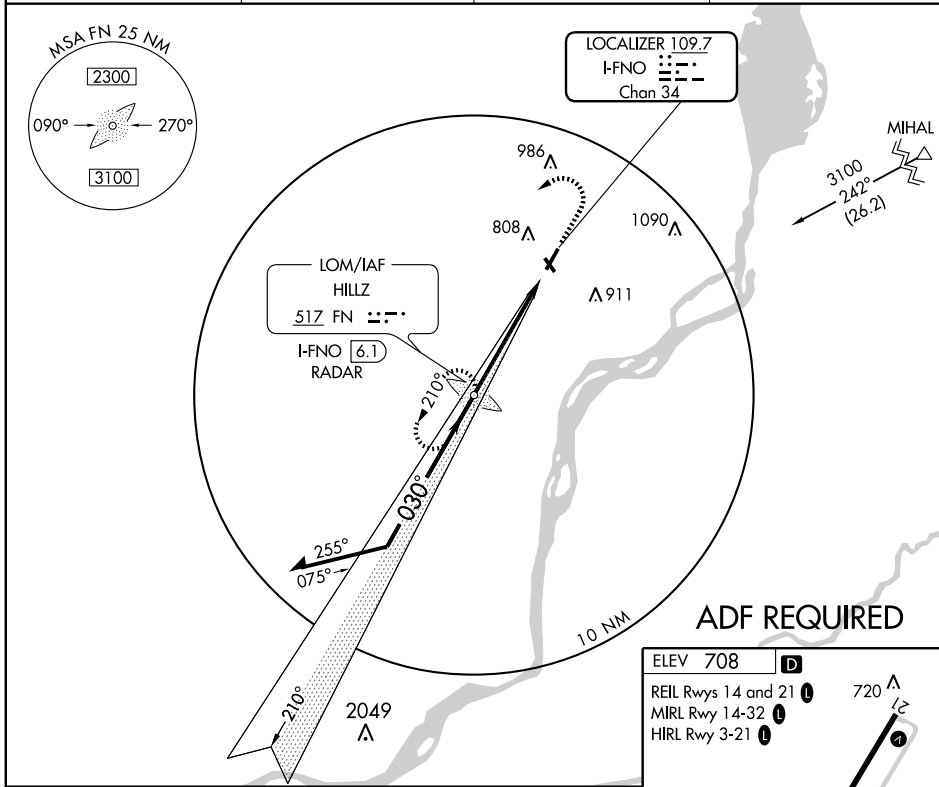 MSA FN 25 NM
2300
090°
270°
3100
LOCALIZER 109.7
I-FNO
Chan 34
MIHAL
3100
242°
(26.2)
986
808
1090
911
LOM/IAF
HILLZ
517 FN
I-FNO 6.1
RADAR
210°
030°
255°
075°
10 NM
210°
2049
ADF REQUIRED
ELEV 708 D
REIL Rwys 14 and 21 L
MIRL Rwy 14-32 L
HIRL Rwy 3-21 L
720
21
V